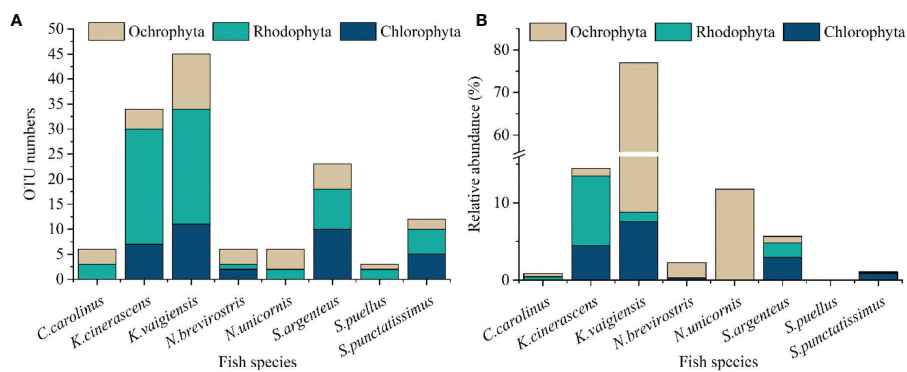 A
Ochrophyta Rhodophyta Chlorophyta
OTU numbers
50
45
40
35
30
25
20
15
10
5
0
C.carolinus
K.cinerascens
K.vaigiensis
N.brevirostris
N.unicornis
S.argenteus
S.puellus
S.punctatissimus
Fish species
B
Ochrophyta Rhodophyta Chlorophyta
Relative abundance (%)
80
70
60
10
0
C.carolinus
K.cinerascens
K.vaigiensis
N.brevirostris
N.unicornis
S.argenteus
S.puellus
S.punctatissimus
Fish species